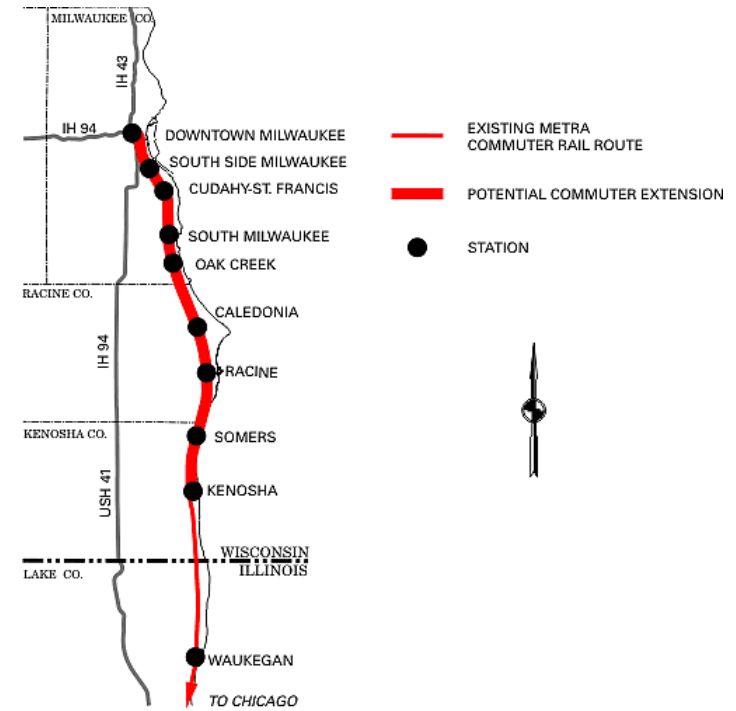 MILWAUKEE CO.
IH 43
IH 94
DOWNTOWN MILWAUKEE
SOUTH SIDE MILWAUKEE
CUDAHY-ST. FRANCIS
SOUTH MILWAUKEE
OAK CREEK
RACINE CO.
CALEDONIA
IH 94
RACINE
KENOSHA CO.
SOMERS
USH 41
KENOSHA
WISCONSIN
ILLINOIS
LAKE CO.
WAUKEGAN
TO CHICAGO
EXISTING METRA
COMMUTER RAIL ROUTE
POTENTIAL COMMUTER EXTENSION
STATION